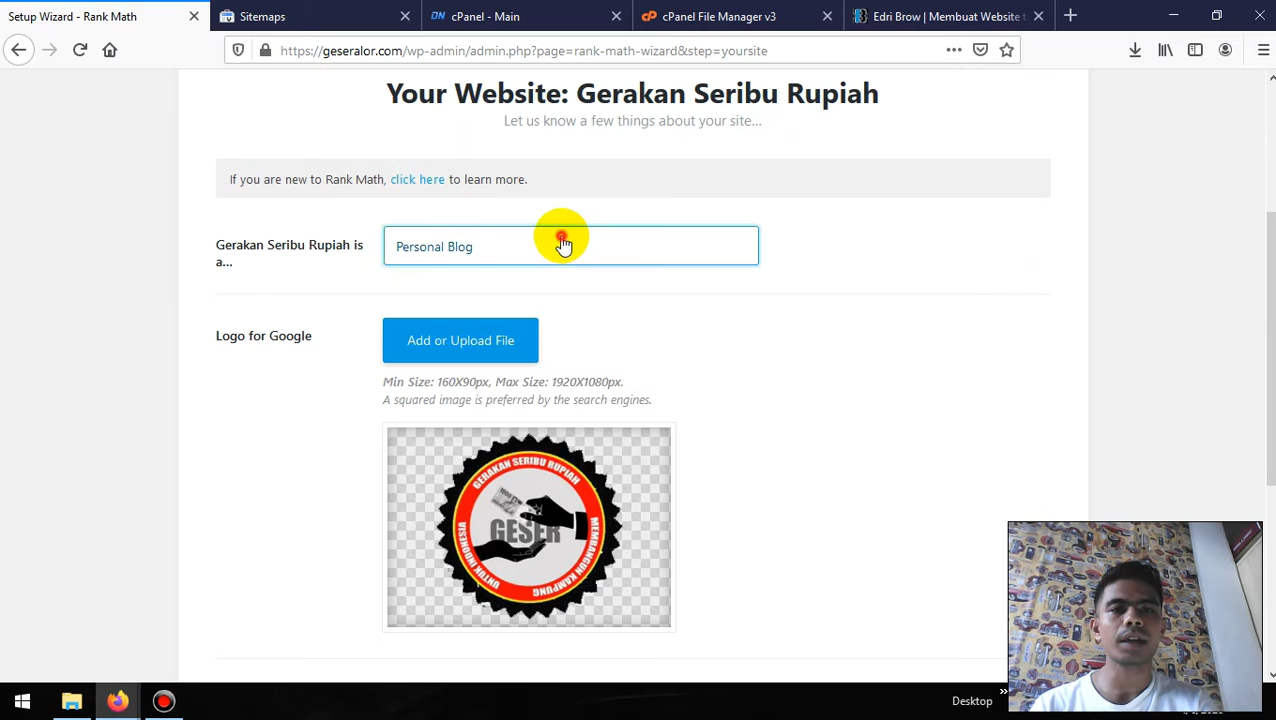 Setup Wizard - Rank Math
Sitemaps
cPanel - Main
cPanel File Manager v3
Edri Brow | Membuat Website t
https://geseralor.com/wp-admin/admin.php?page=rank-math-wizard&step=yoursite
Your Website: Gerakan Seribu Rupiah
Let us know a few things about your site...
If you are new to Rank Math, click here to learn more.
Gerakan Seribu Rupiah is
a...
Personal Blog
Logo for Google
Add or Upload File
Min Size: 160X90px, Max Size: 1920X1080px.
A squared image is preferred by the search engines.
GERAKAN SERIBU RUPIAH
GESER
MEMBANGUN KAMPUNG
UNTUK INDONESIA
Desktop